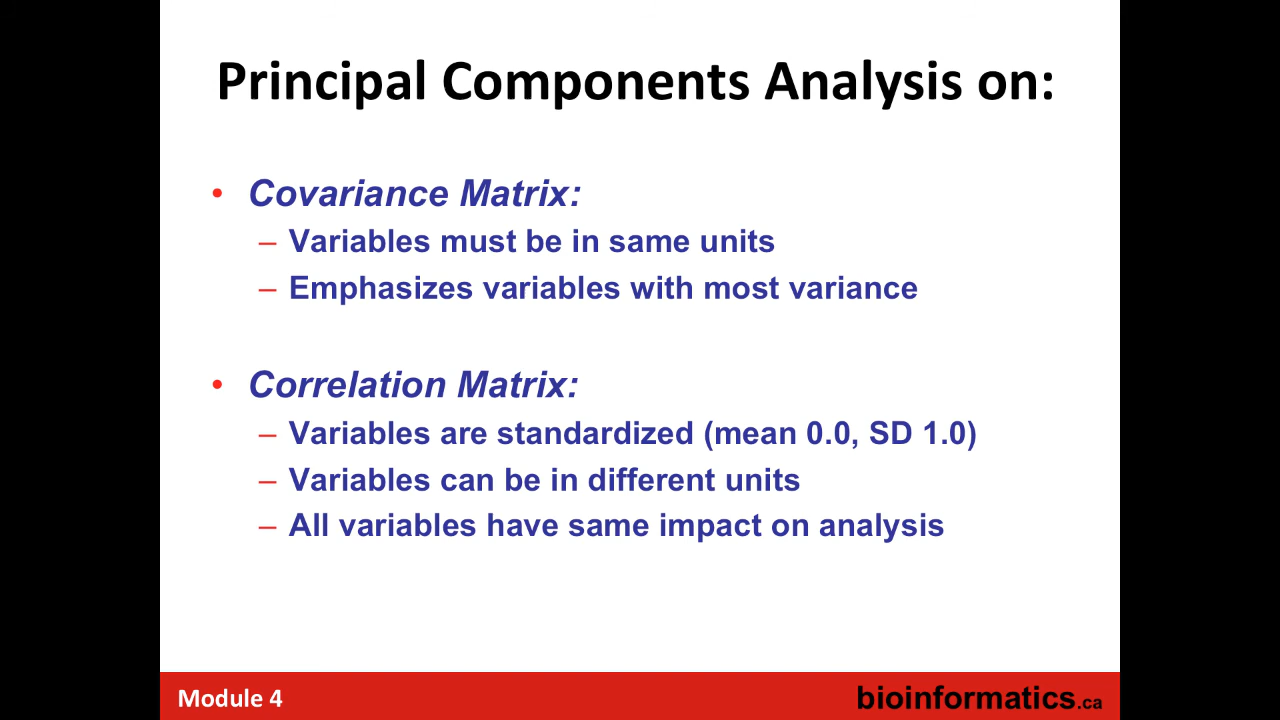 Principal Components Analysis on:
• Covariance Matrix:
– Variables must be in same units
– Emphasizes variables with most variance
• Correlation Matrix:
– Variables are standardized (mean 0.0, SD 1.0)
– Variables can be in different units
– All variables have same impact on analysis
Module 4
bioinformatics.ca